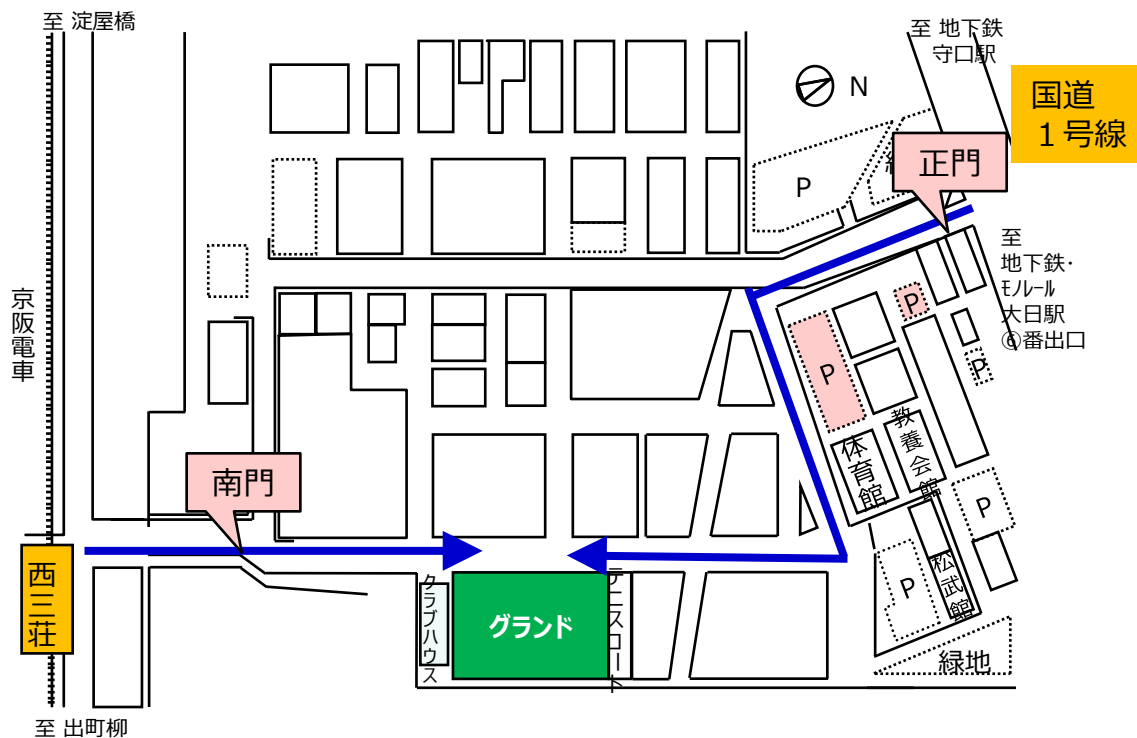 至 淀屋橋
至 地下鉄
守口駅
N
国道
１号線
P
正門
至
地下鉄・
ﾓﾉﾚｰﾙ
大日駅
⑥番出口
京阪電車
P
P
P
体育館
教養会館
南門
P
西三荘
クラブハウス
グランド
テニスコート
P
松武館
緑地
至 出町柳